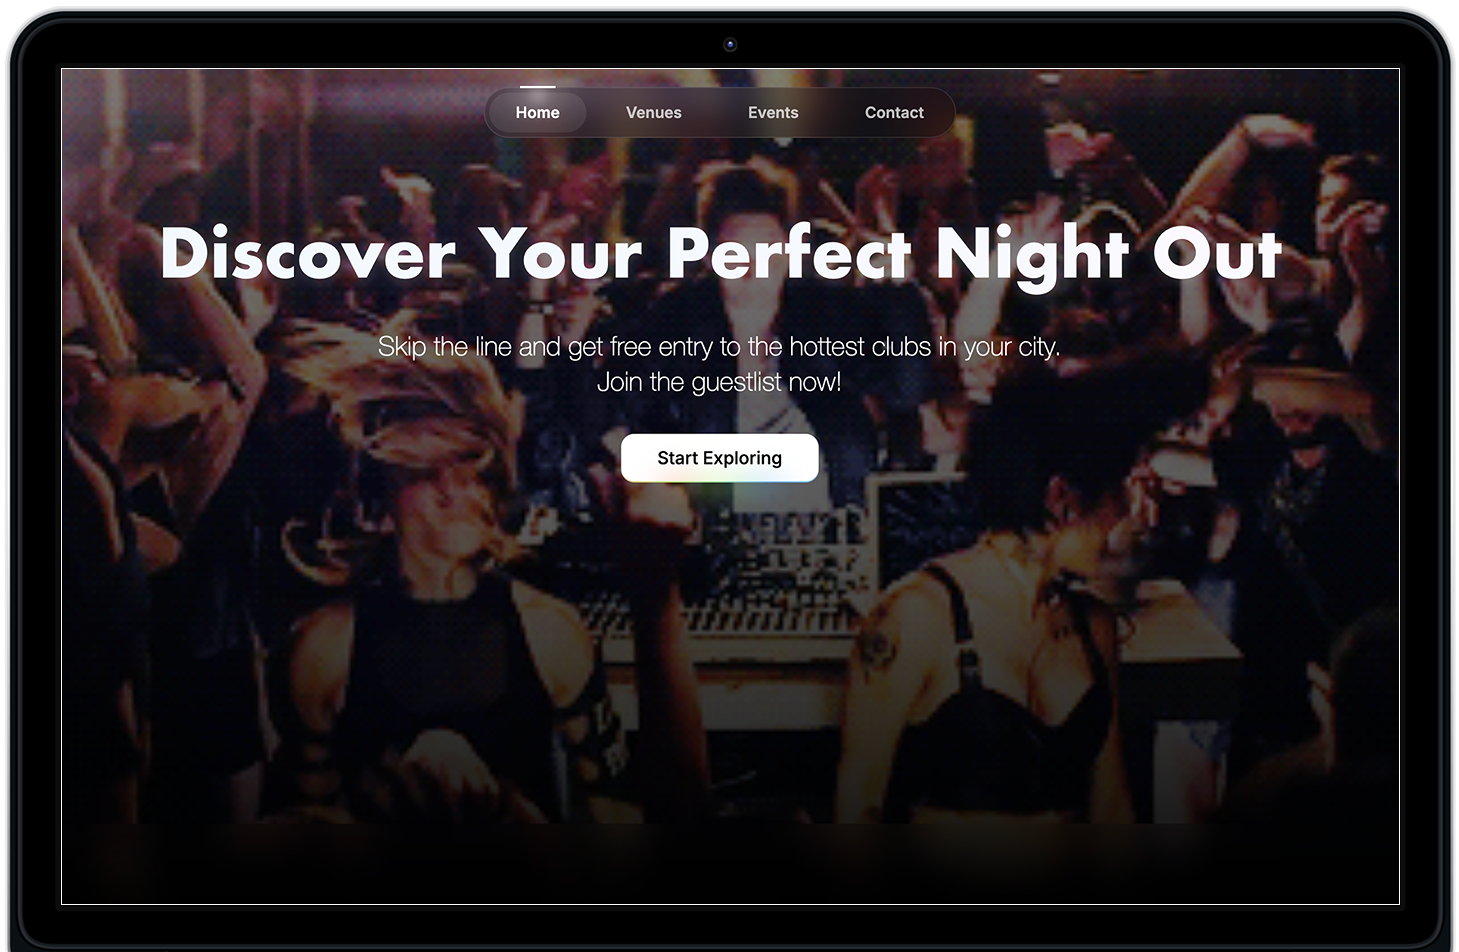 Home Venues Events Contact
Discover Your Perfect Night Out
Skip the line and get free entry to the hottest clubs in your city.
Join the guestlist now!
Start Exploring